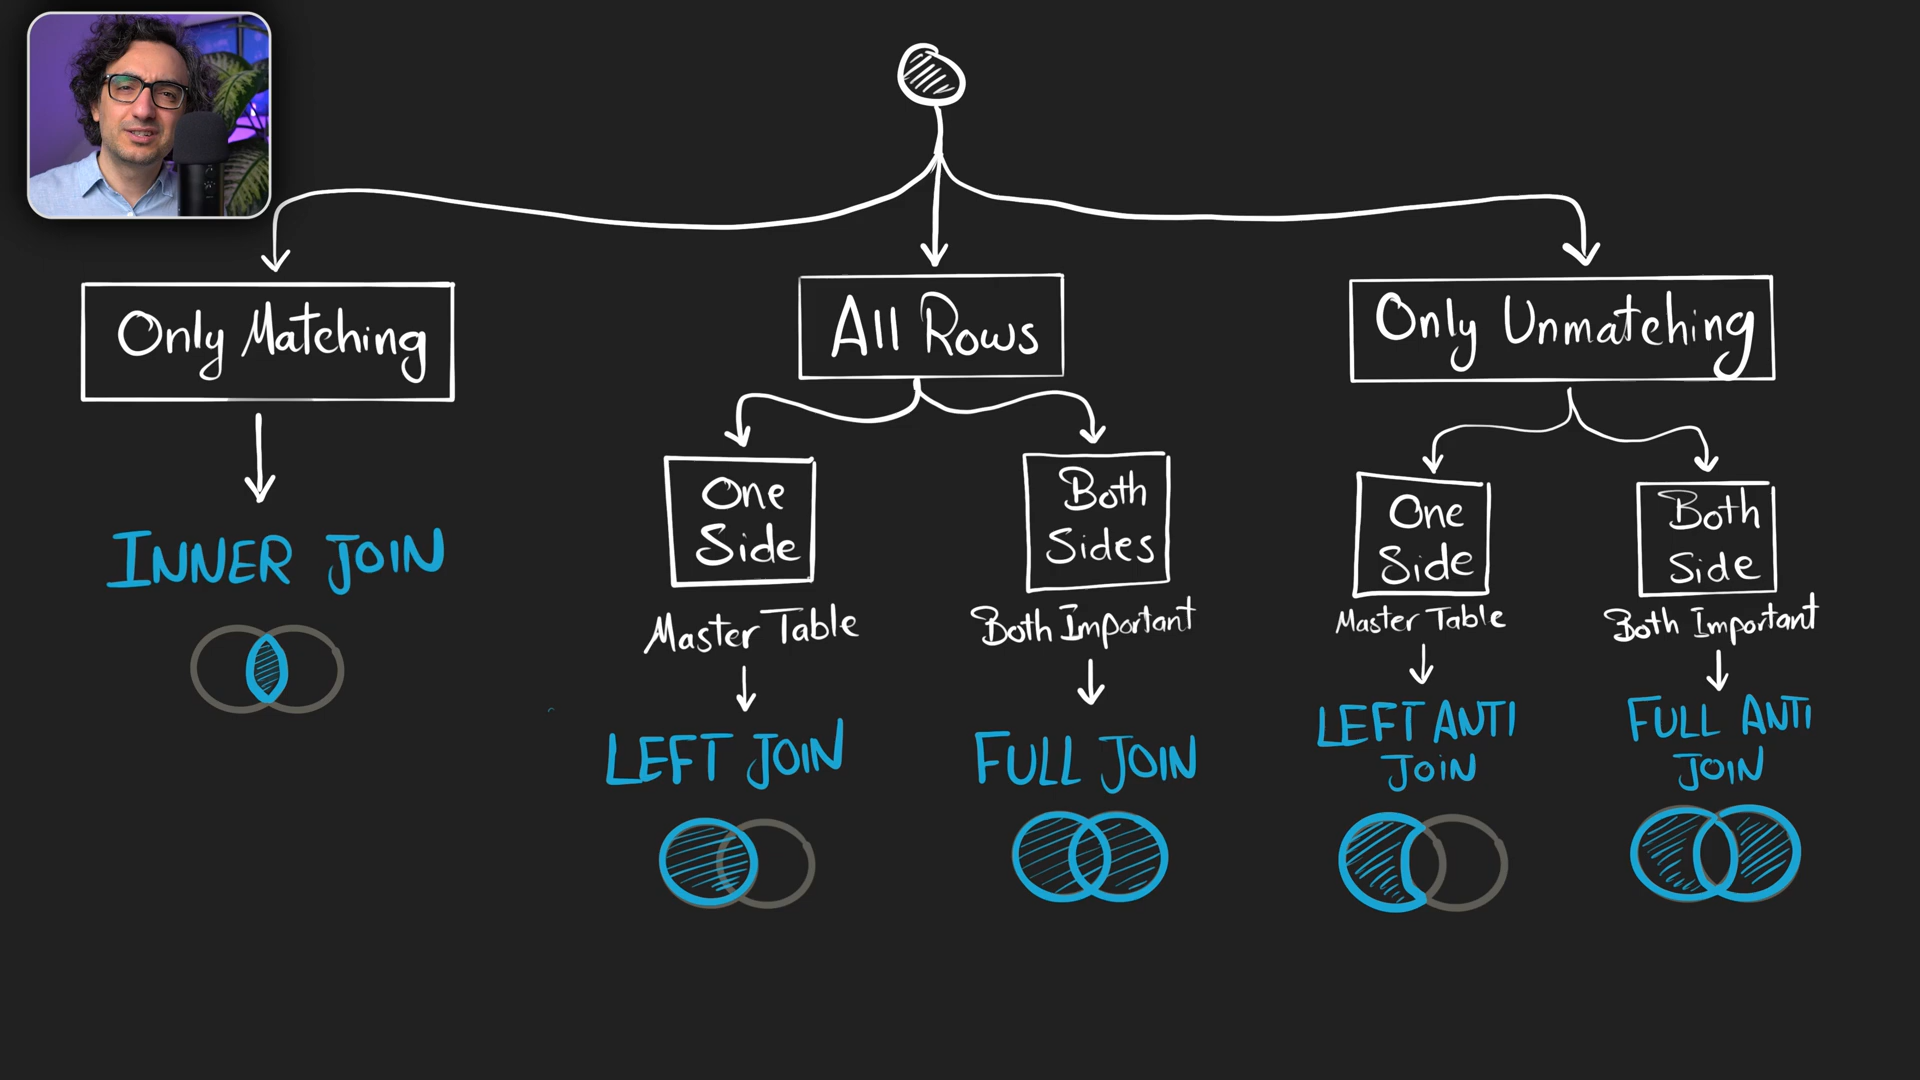 Only Matching
INNER JOIN
All Rows
One
Side
Master Table
LEFT JOIN
Both
Sides
Both Important
FULL JOIN
Only Unmatching
One
Side
Master Table
LEFT ANTI
JOIN
Both
Side
Both Important
FULL ANTI
JOIN